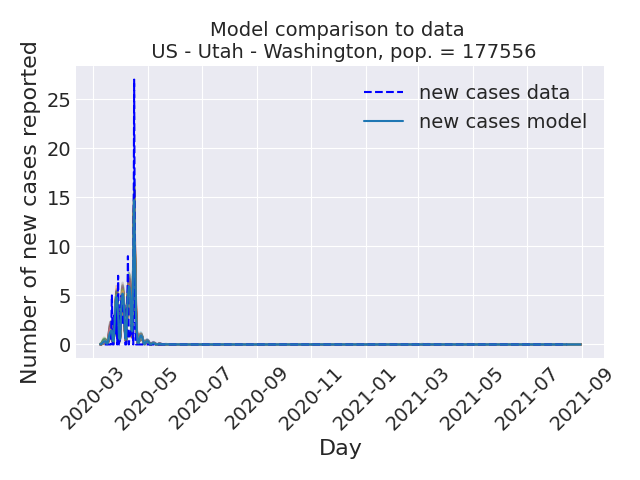 Model comparison to data
US - Utah - Washington, pop. = 177556
Number of new cases reported
25
20
15
10
5
0
new cases data
new cases model
2020-03
2020-05
2020-07
2020-09
2020-11
2021-01
2021-03
2021-05
2021-07
2021-09
Day